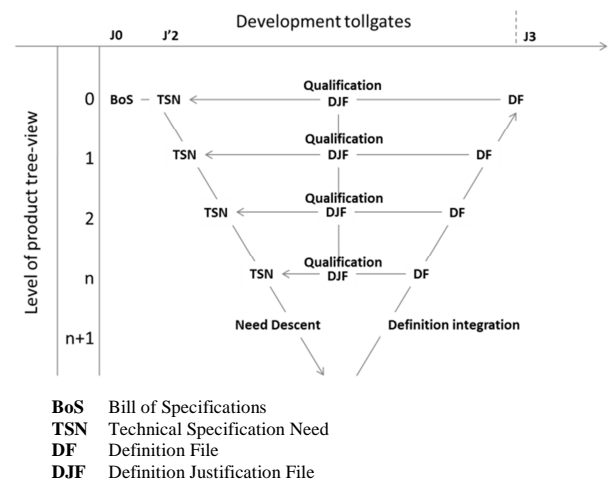 Development tollgates
J0 J'2 J3
Level of product tree-view
Qualification
0 BoS TSN DJF DF
Qualification
1 TSN DJF DF
Qualification
2 TSN DJF DF
Qualification
n TSN DJF DF
Need Descent Definition integration
n+1
BoS Bill of Specifications
TSN Technical Specification Need
DF Definition File
DJF Definition Justification File